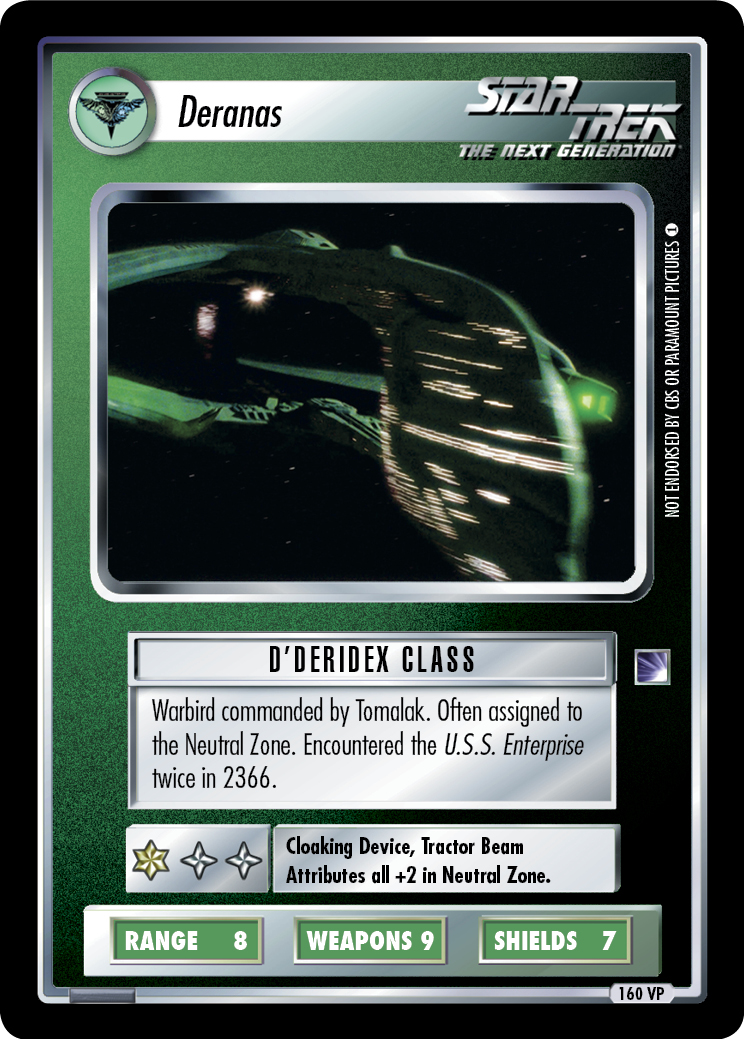 Deranas
STAR TREK
THE NEXT GENERATION
NOT ENDORSED BY CBS OR PARAMOUNT PICTURES 1
D'DERIDEX CLASS
Warbird commanded by Tomalak. Often assigned to
the Neutral Zone. Encountered the U.S.S. Enterprise
twice in 2366.
Cloaking Device, Tractor Beam
Attributes all +2 in Neutral Zone.
RANGE 8 WEAPONS 9 SHIELDS 7
160 VP